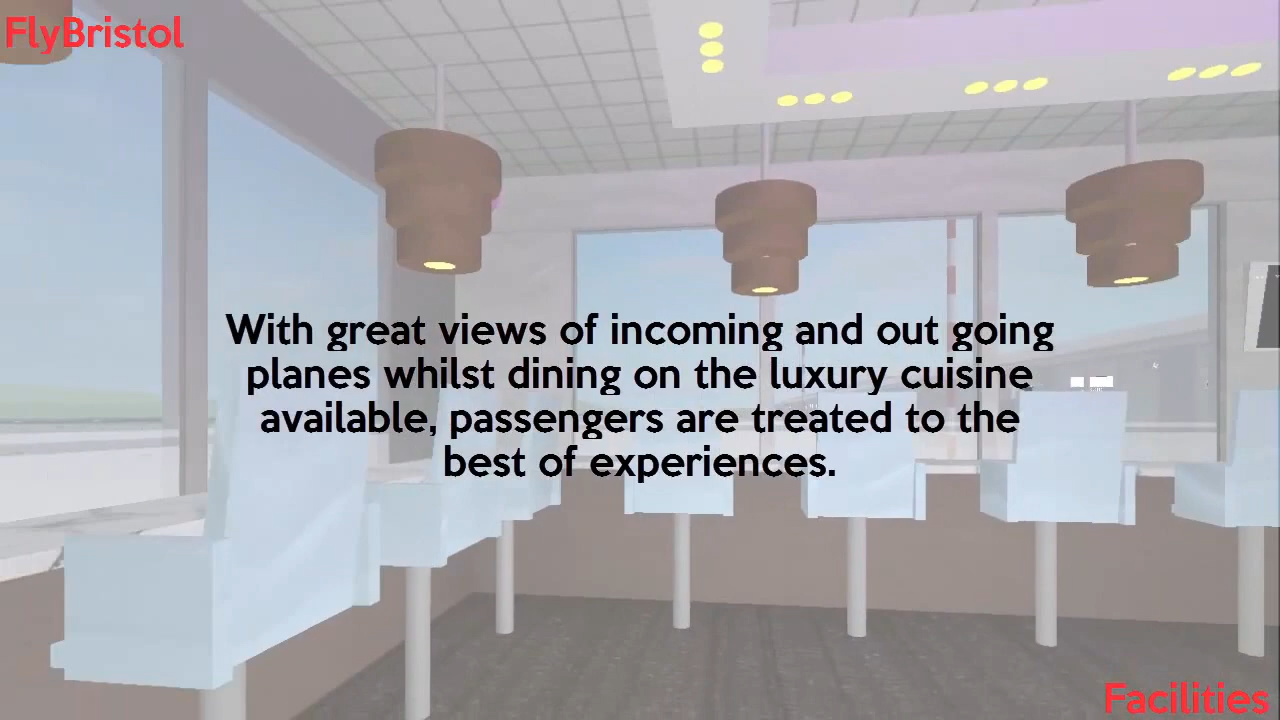 FlyBristol
With great views of incoming and out going
planes whilst dining on the luxury cuisine
available, passengers are treated to the
best of experiences.
Facilities